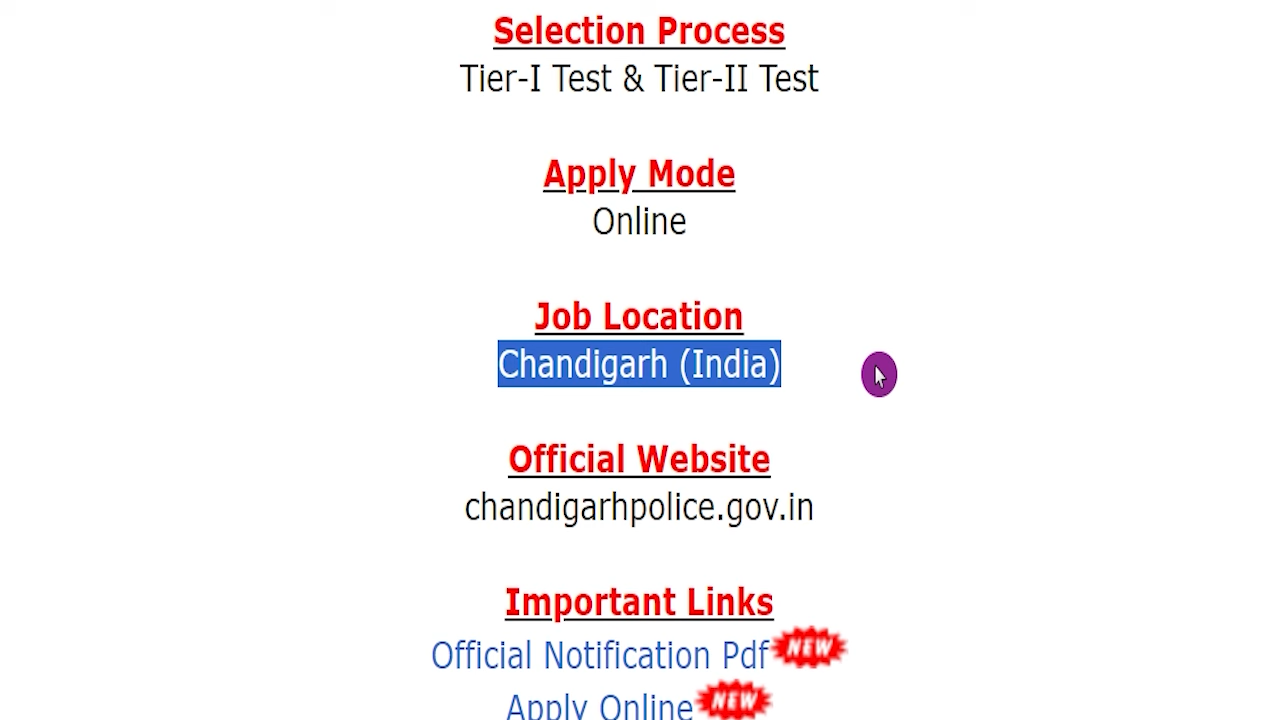 Selection Process
Tier-I Test & Tier-II Test
Apply Mode
Online
Job Location
Chandigarh (India)
Official Website
chandigarhpolice.gov.in
Important Links
Official Notification Pdf NEW
Apply Online NEW